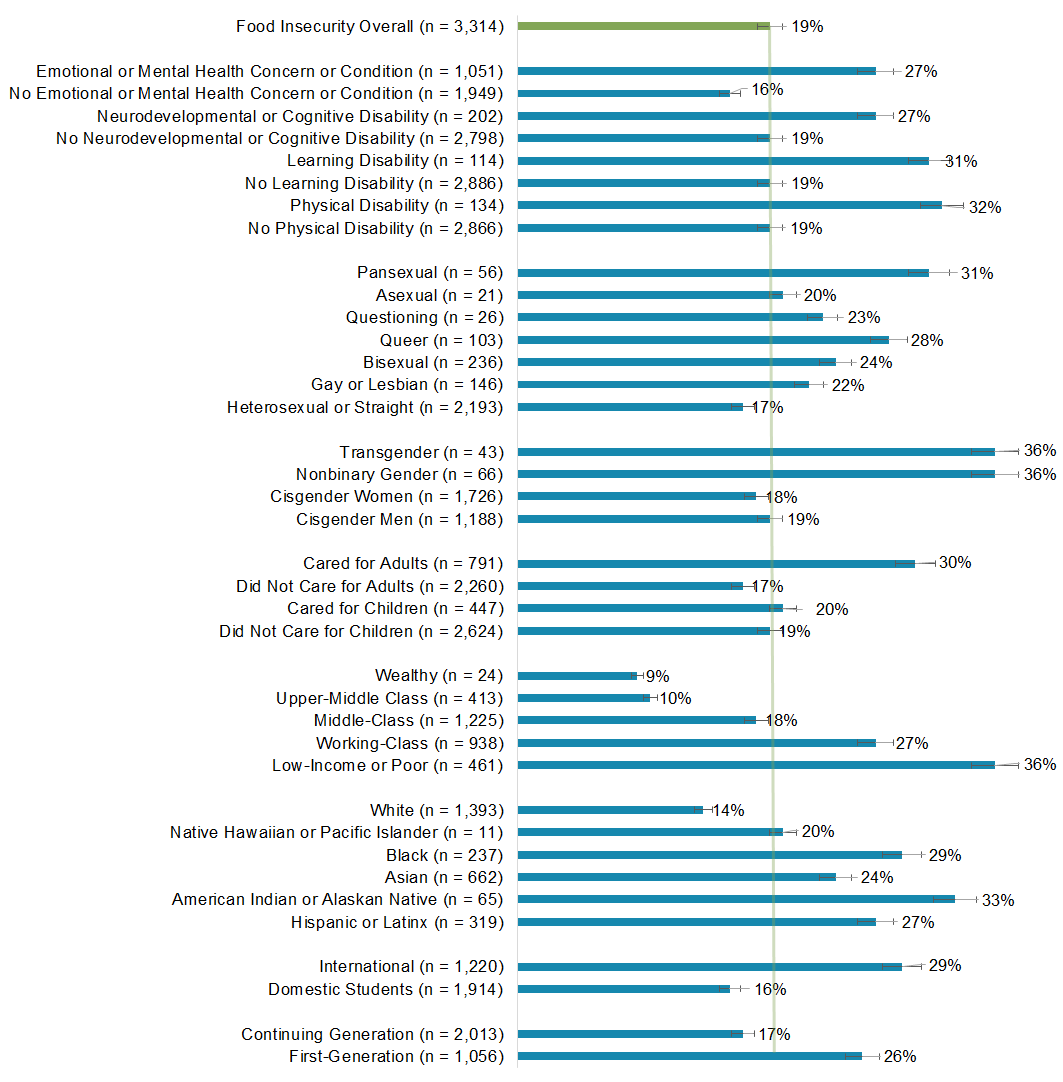 Food Insecurity Overall (n = 3,314) 19%
Emotional or Mental Health Concern or Condition (n = 1,051) 27%
No Emotional or Mental Health Concern or Condition (n = 1,949) 16%
Neurodevelopmental or Cognitive Disability (n = 202) 27%
No Neurodevelopmental or Cognitive Disability (n = 2,798) 19%
Learning Disability (n = 114) 31%
No Learning Disability (n = 2,886) 19%
Physical Disability (n = 134) 32%
No Physical Disability (n = 2,866) 19%
Pansexual (n = 56) 31%
Asexual (n = 21) 20%
Questioning (n = 26) 23%
Queer (n = 103) 28%
Bisexual (n = 236) 24%
Gay or Lesbian (n = 146) 22%
Heterosexual or Straight (n = 2,193) 17%
Transgender (n = 43) 36%
Nonbinary Gender (n = 66) 36%
Cisgender Women (n = 1,726) 18%
Cisgender Men (n = 1,188) 19%
Cared for Adults (n = 791) 30%
Did Not Care for Adults (n = 2,260) 17%
Cared for Children (n = 447) 20%
Did Not Care for Children (n = 2,624) 19%
Wealthy (n = 24) 9%
Upper-Middle Class (n = 413) 10%
Middle-Class (n = 1,225) 18%
Working-Class (n = 938) 27%
Low-Income or Poor (n = 461) 36%
White (n = 1,393) 14%
Native Hawaiian or Pacific Islander (n = 11) 20%
Black (n = 237) 29%
Asian (n = 662) 24%
American Indian or Alaskan Native (n = 65) 33%
Hispanic or Latinx (n = 319) 27%
International (n = 1,220) 29%
Domestic Students (n = 1,914) 16%
Continuing Generation (n = 2,013) 17%
First-Generation (n = 1,056) 26%